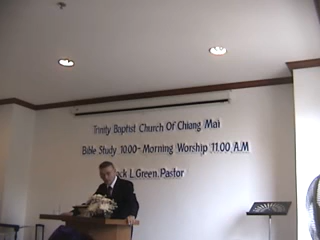 Trinity Baptist Church Of Chiang Mai
Bible Study 10:00- Morning Worship 11:00 A.M
L. Green. Pastor